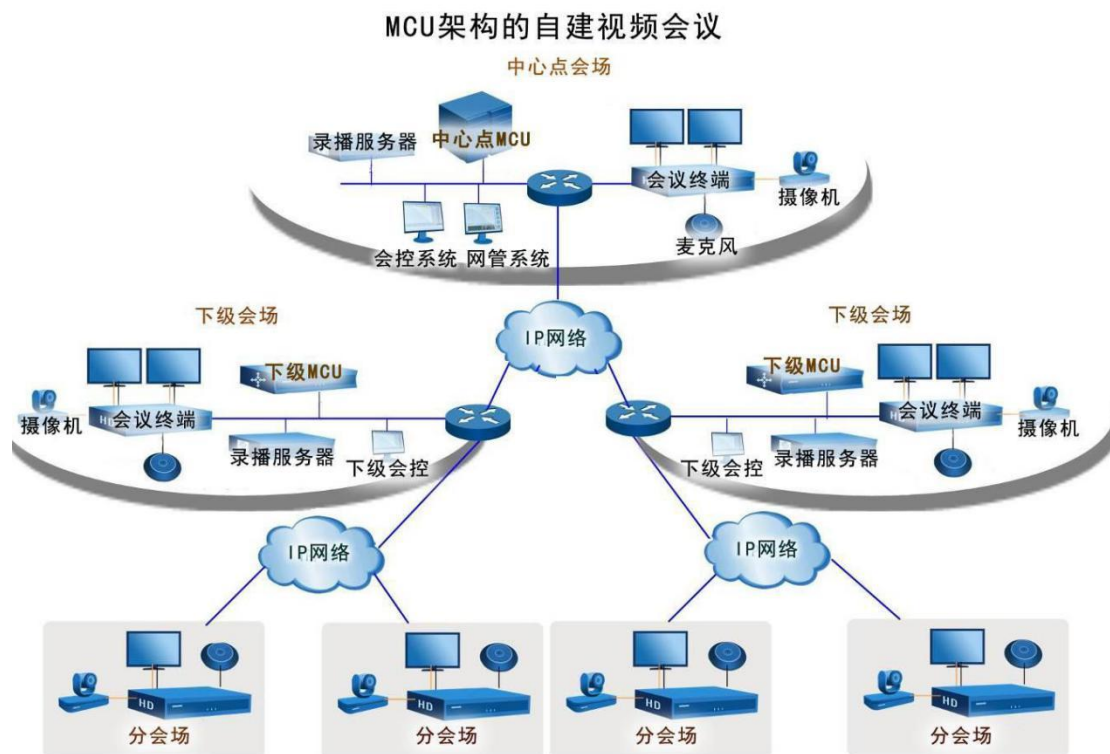 MCU架构的自建视频会议
中心点会场
录播服务器
中心点MCU
会议终端
摄像机
会控系统
网管系统
麦克风
IP网络
下级会场
下级MCU
HD
会议终端
摄像机
录播服务器
下级会控
下级会场
下级MCU
会议终端
摄像机
下级会控
录播服务器
IP网络
IP网络
HD
分会场
HD
分会场
HD
分会场
HD
分会场